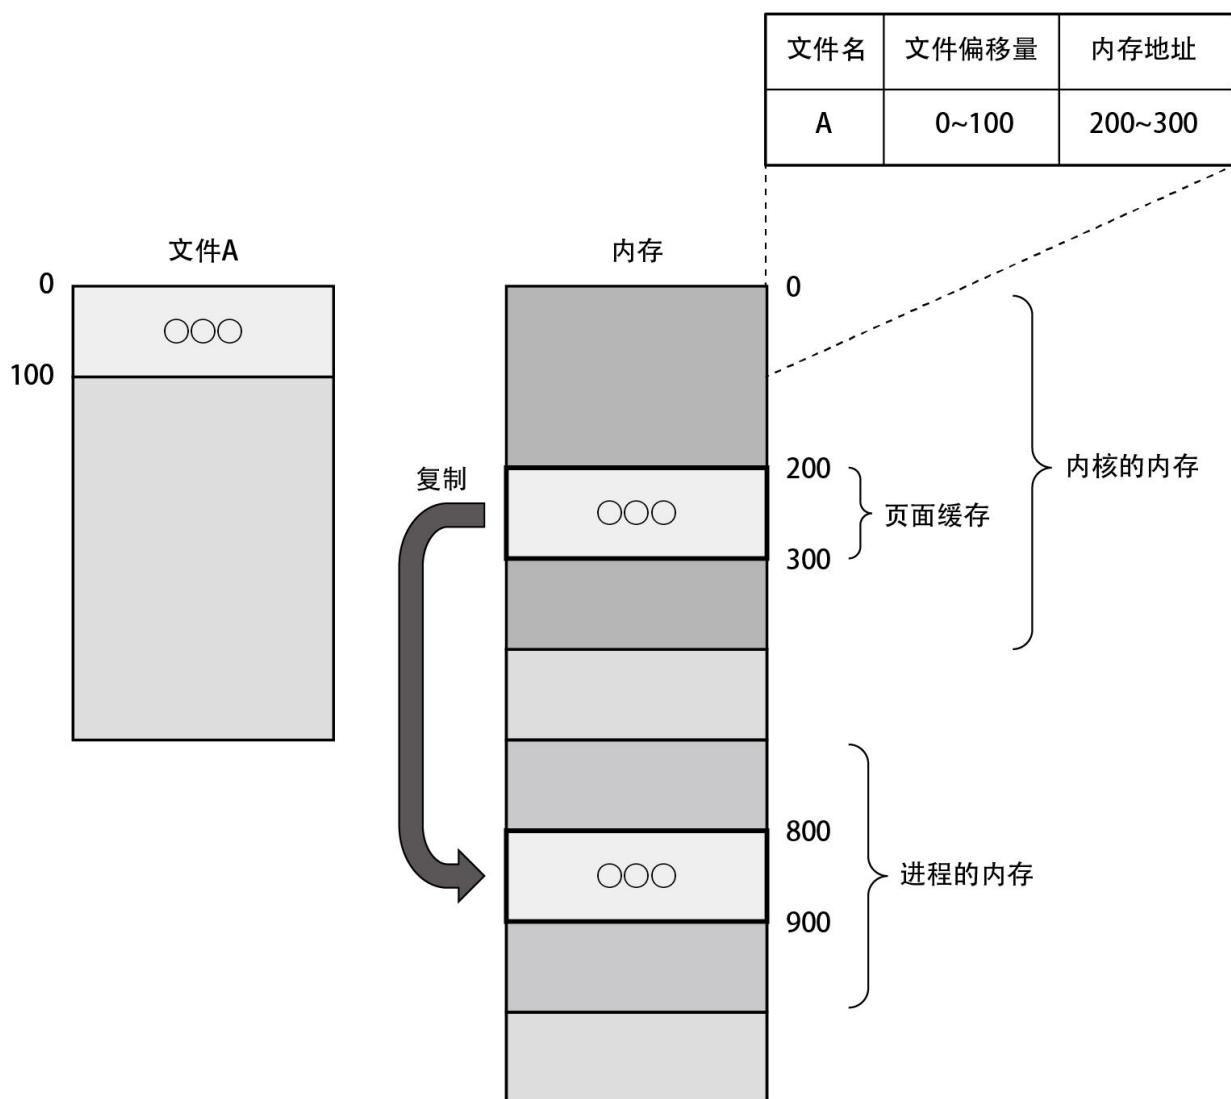 文件名 文件偏移量 内存地址
A 0~100 200~300
文件A
内存
0
0
○○○
100
复制
200
内核的内存
○○○
页面缓存
300
800
○○○
进程的内存
900